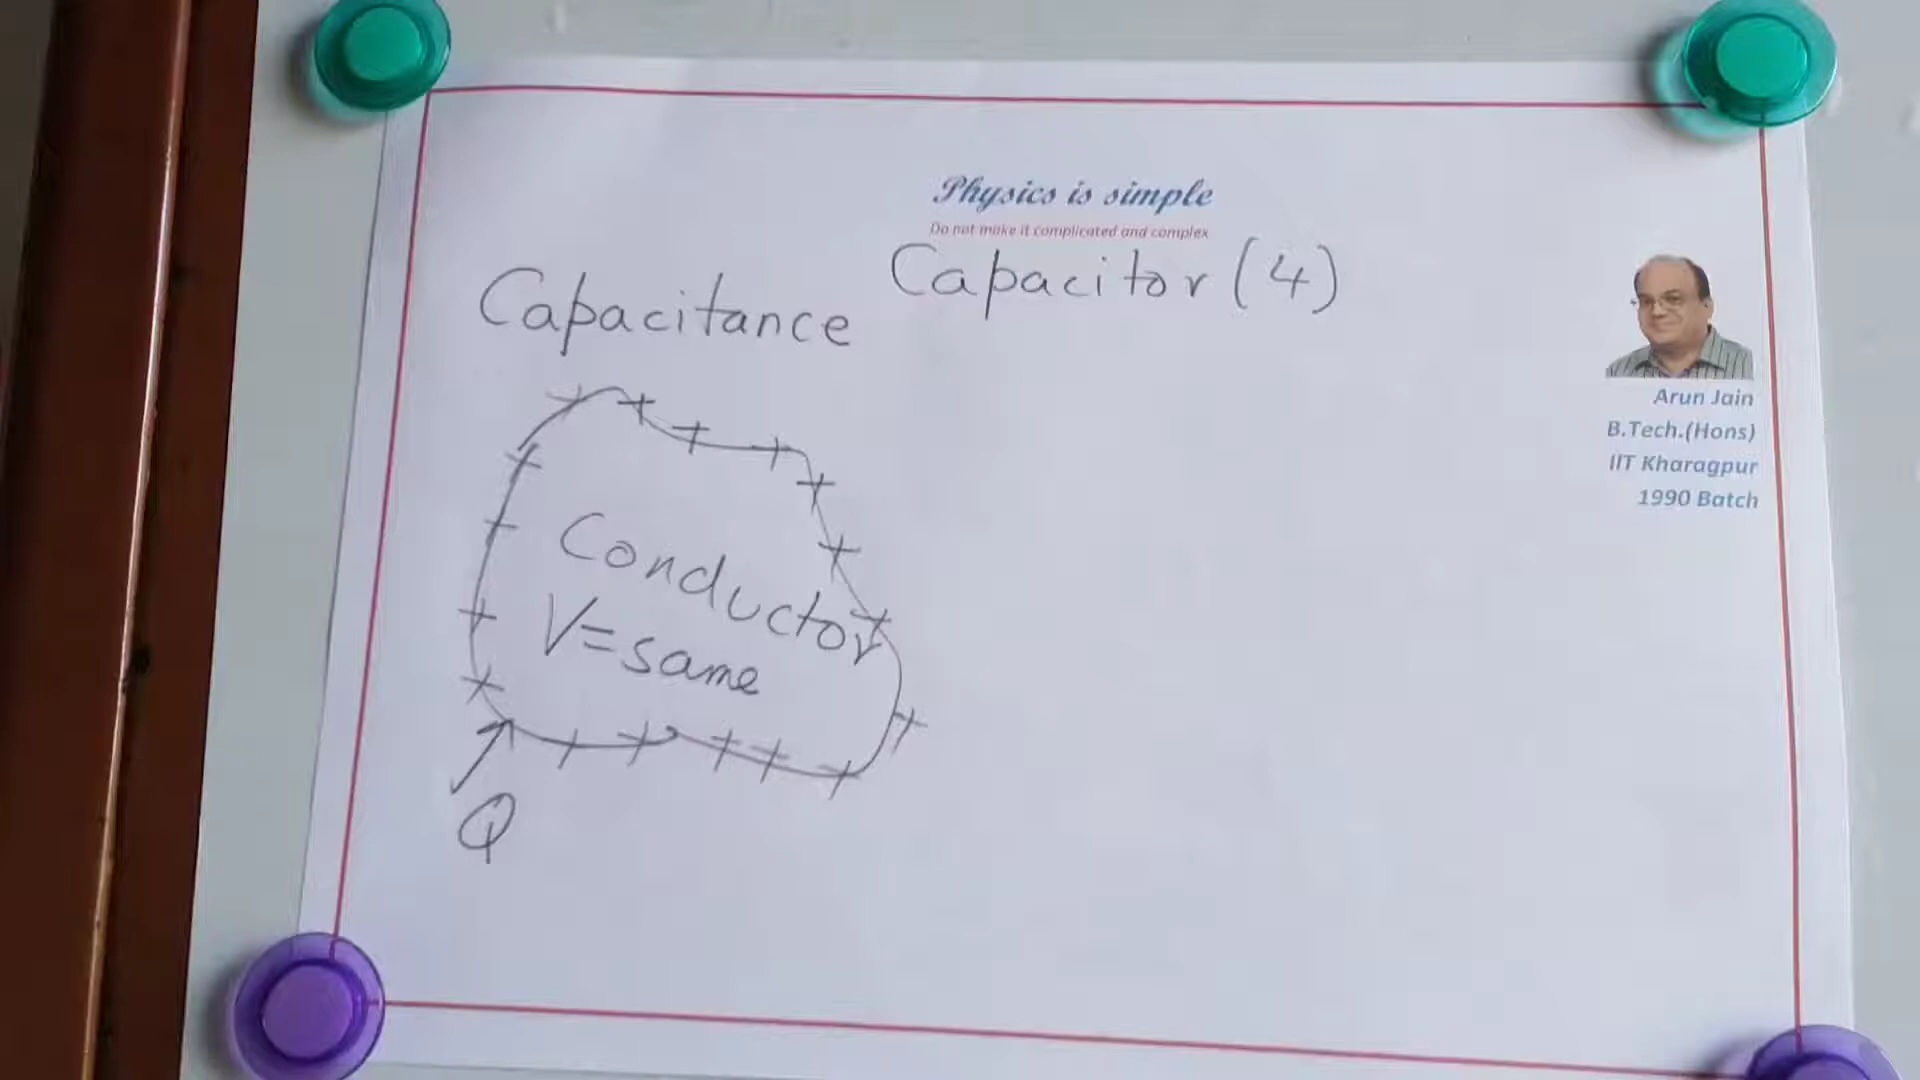 Physics is simple
Do not make it complicated and complex
Capacitor (4)
Capacitance
Conductor
V=same
Q
Arun Jain
B.Tech.(Hons)
IIT Kharagpur
1990 Batch